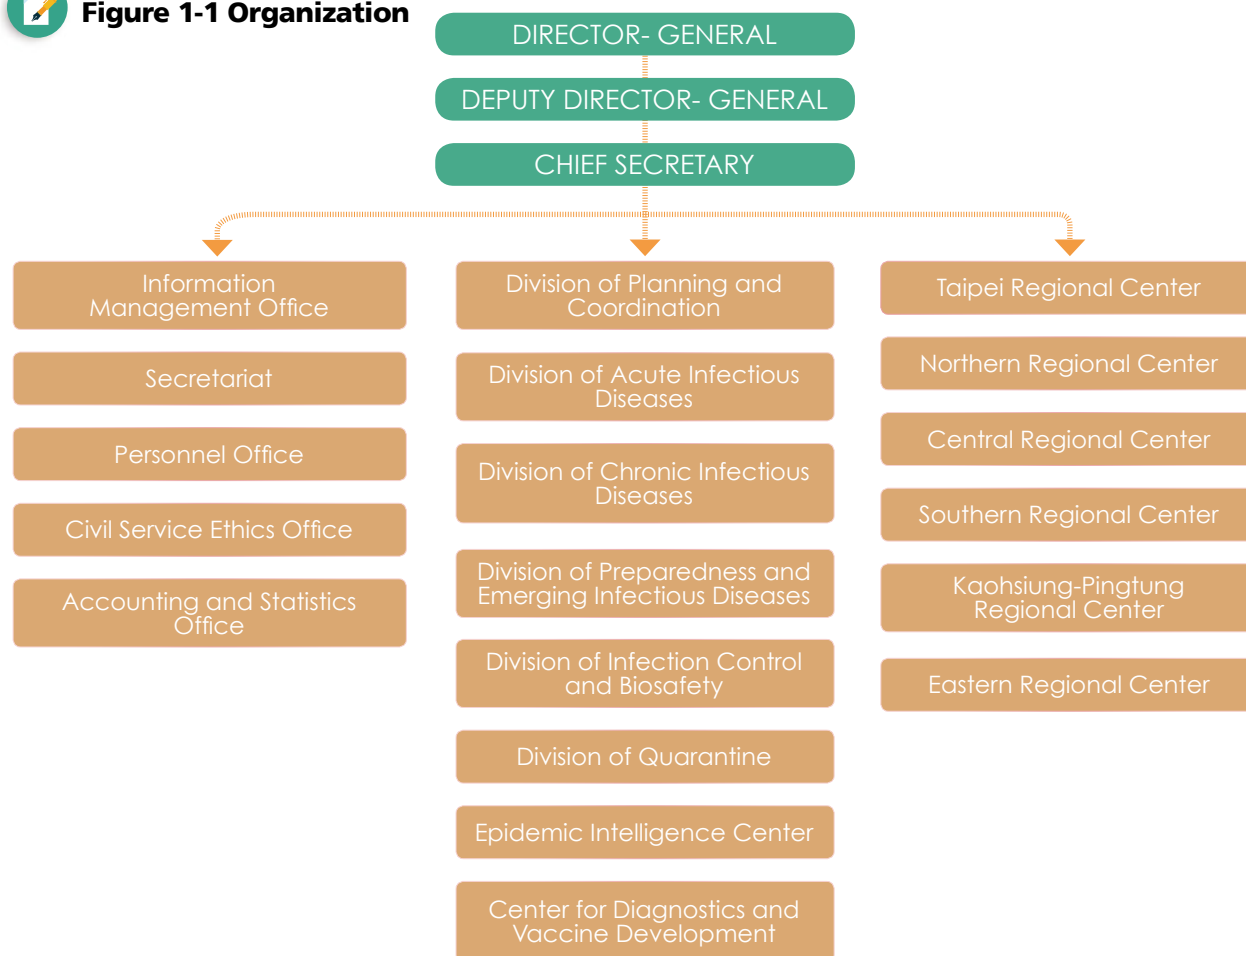 Figure 1-1 Organization
DIRECTOR- GENERAL
DEPUTY DIRECTOR- GENERAL
CHIEF SECRETARY
Information
Management Office
Secretariat
Personnel Office
Civil Service Ethics Office
Accounting and Statistics
Office
Division of Planning and
Coordination
Division of Acute Infectious
Diseases
Division of Chronic Infectious
Diseases
Division of Preparedness and
Emerging Infectious Diseases
Division of Infection Control
and Biosafety
Division of Quarantine
Epidemic Intelligence Center
Center for Diagnostics and
Vaccine Development
Taipei Regional Center
Northern Regional Center
Central Regional Center
Southern Regional Center
Kaohsiung-Pingtung
Regional Center
Eastern Regional Center